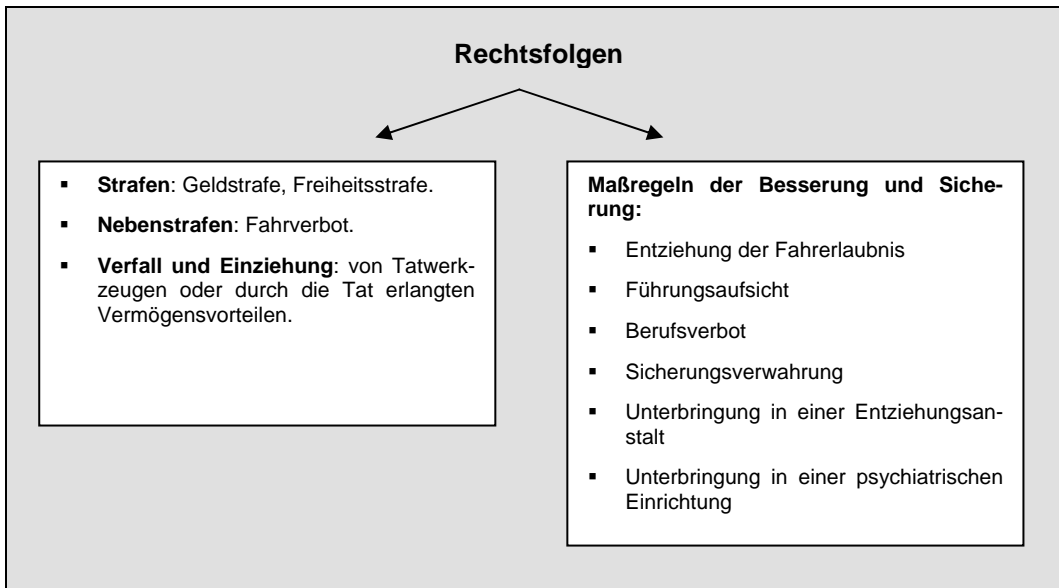 Rechtsfolgen
▪ Strafen: Geldstrafe, Freiheitsstrafe.
▪ Nebenstrafen: Fahrverbot.
▪ Verfall und Einziehung: von Tatwerk-
zeugen oder durch die Tat erlangten
Vermögensvorteilen.
Maßregeln der Besserung und Siche-
rung:
▪ Entziehung der Fahrerlaubnis
▪ Führungsaufsicht
▪ Berufsverbot
▪ Sicherungsverwahrung
▪ Unterbringung in einer Entziehungsan-
stalt
▪ Unterbringung in einer psychiatrischen
Einrichtung